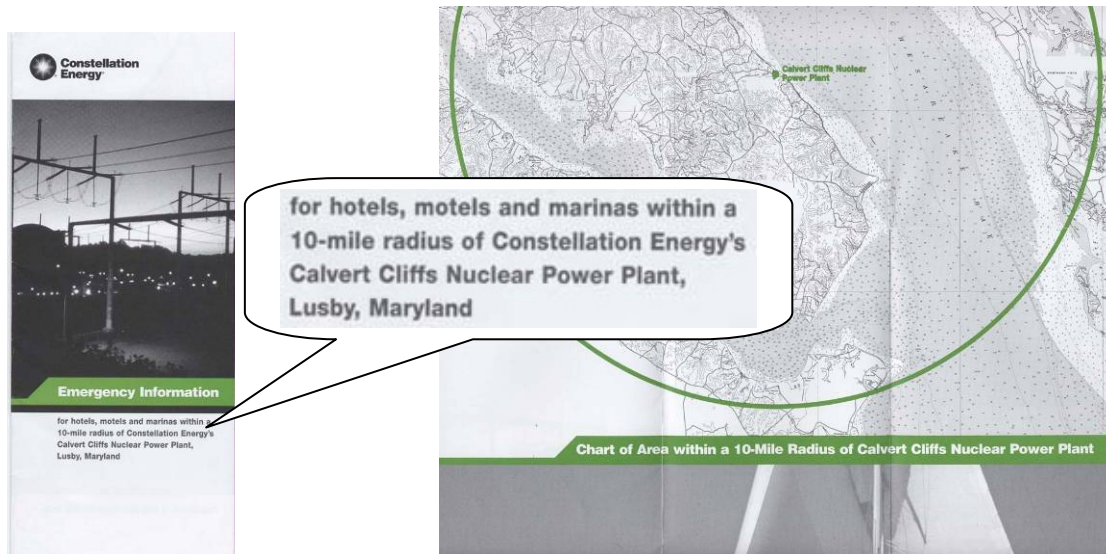 Constellation
Energy
Emergency Information
for hotels, motels and marinas within a
10-mile radius of Constellation Energy's
Calvert Cliffs Nuclear Power Plant,
Lusby, Maryland
for hotels, motels and marinas within a
10-mile radius of Constellation Energy's
Calvert Cliffs Nuclear Power Plant,
Lusby, Maryland
Calvert Cliffs Nuclear
Power Plant
Chart of Area within a 10-Mile Radius of Calvert Cliffs Nuclear Power Plant